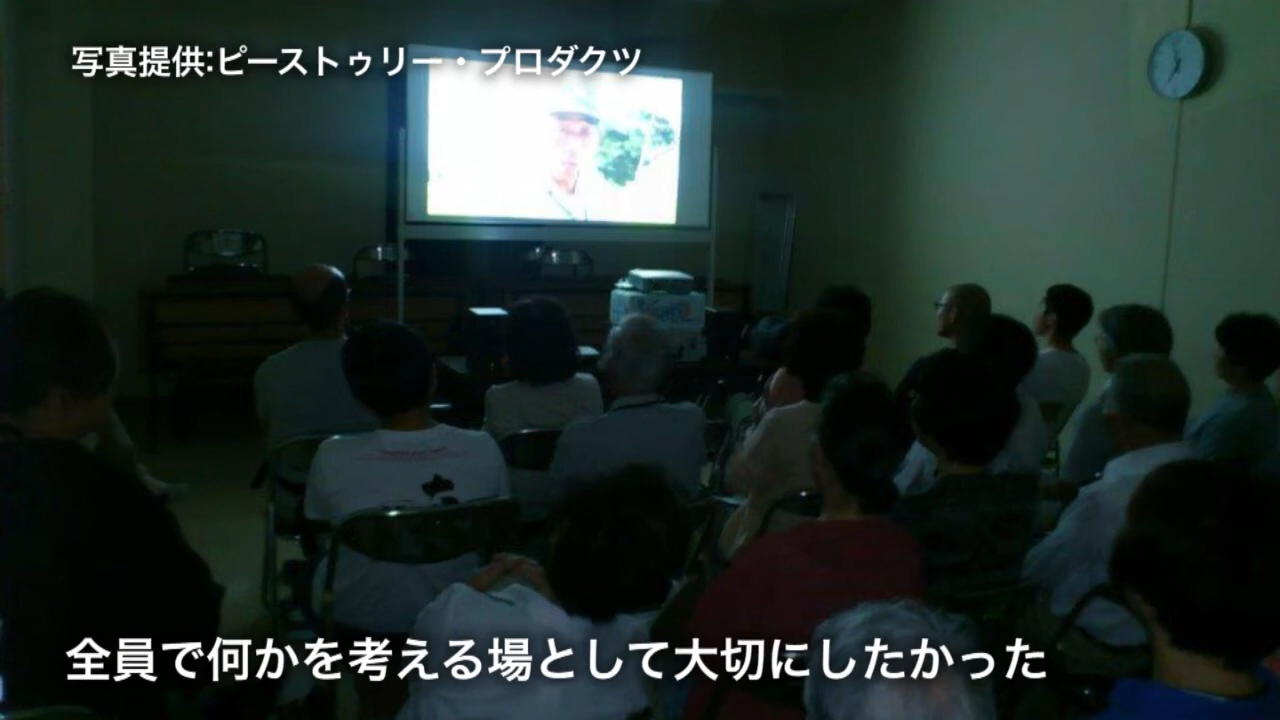 写真提供:ピーストゥリー・プロダクツ
全員で何かを考える場として大切にしたかった